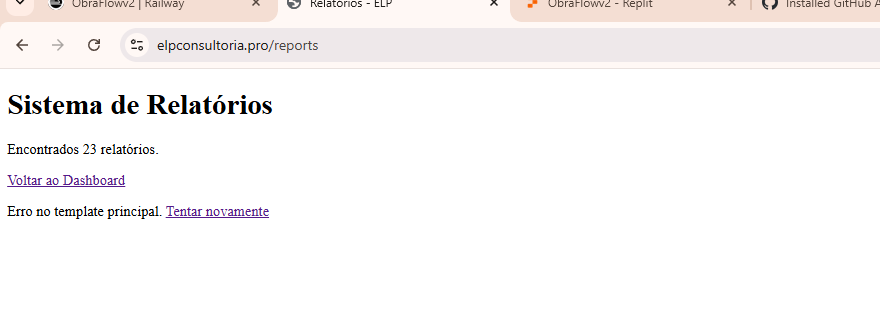 ObraFlowv2 | Railway
Relatórios - ELP
ObraFlowv2 - Replit
Installed GitHub A
elpconsultoria.pro/reports
Sistema de Relatórios
Encontrados 23 relatórios.
Voltar ao Dashboard
Erro no template principal. Tentar novamente